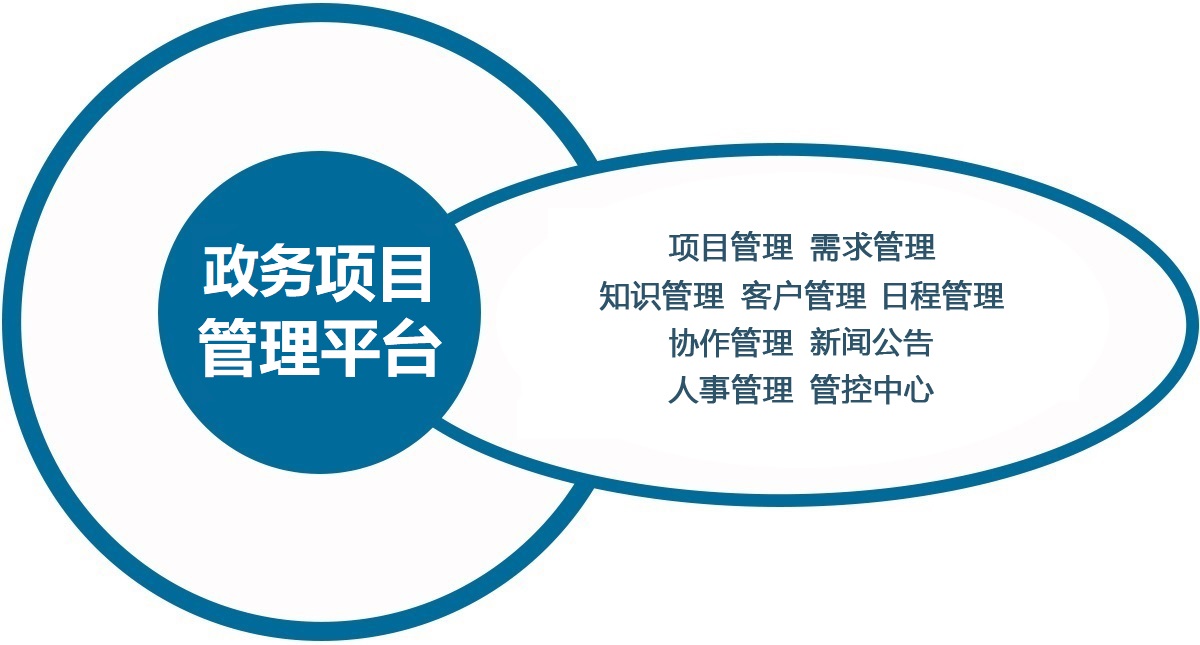 政务项目
管理平台
项目管理 需求管理
知识管理 客户管理 日程管理
协作管理 新闻公告
人事管理 管控中心